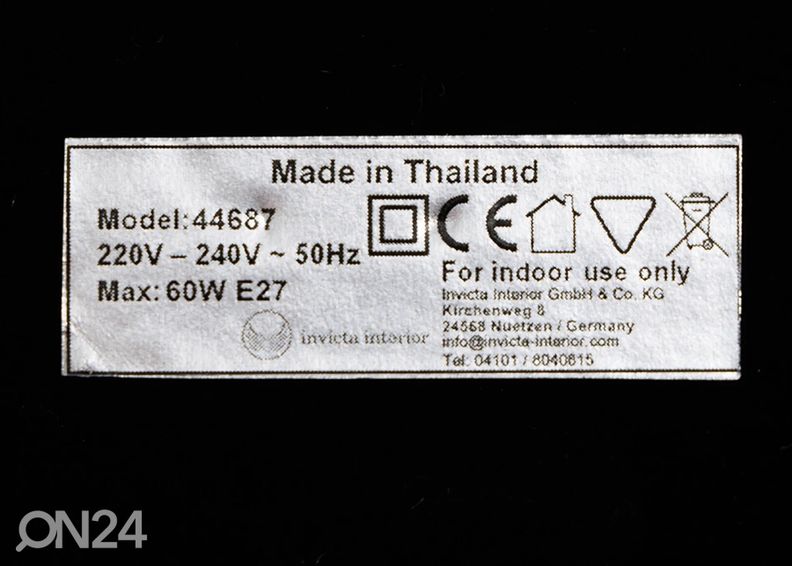 Made in Thailand
Model:44687
220V – 240V ~ 50Hz
Max: 60W E27
invicta interior
CE
For indoor use only
Invicta Interior GmbH & Co. KG
Kirchenweg 8
24568 Nuetzen / Germany
info@invicta-interior.com
Tel: 04101 / 8040815
ON24